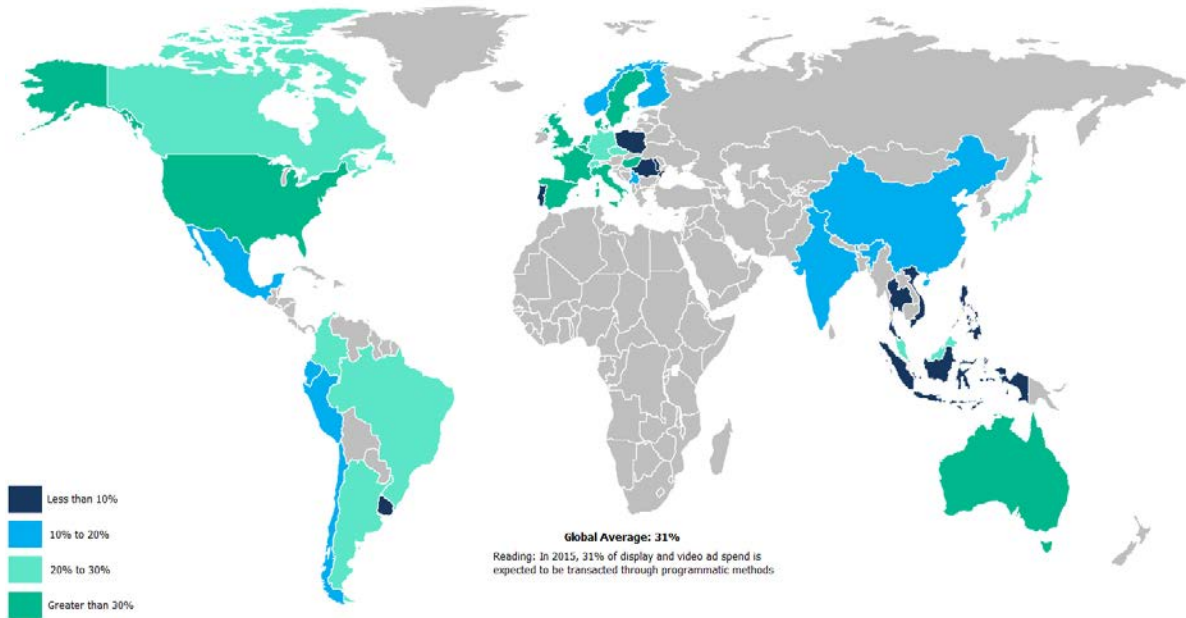 Less than 10%
10% to 20%
20% to 30%
Greater than 30%
Global Average: 31%
Reading: In 2015, 31% of display and video ad spend is
expected to be transacted through programmatic methods